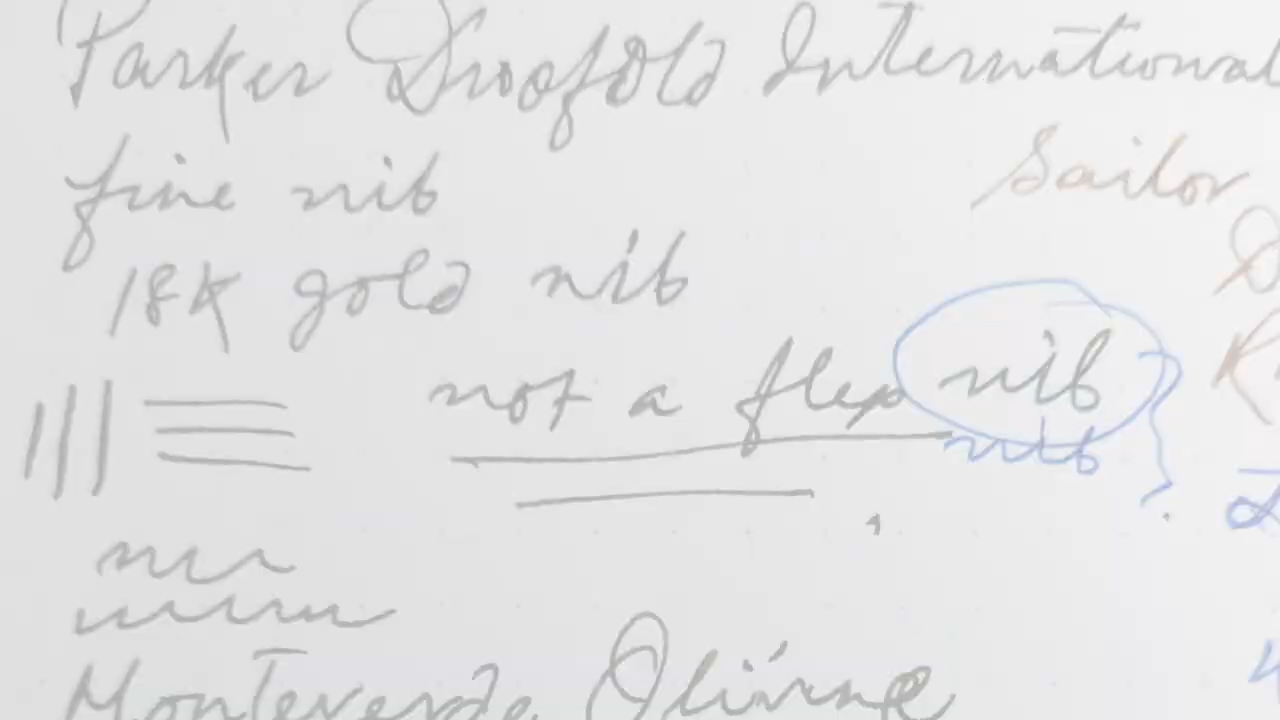 Parker Duofold International
fine nib
18K gold nib
not a flex nib
nib
Monteverde Olivine
Sailor